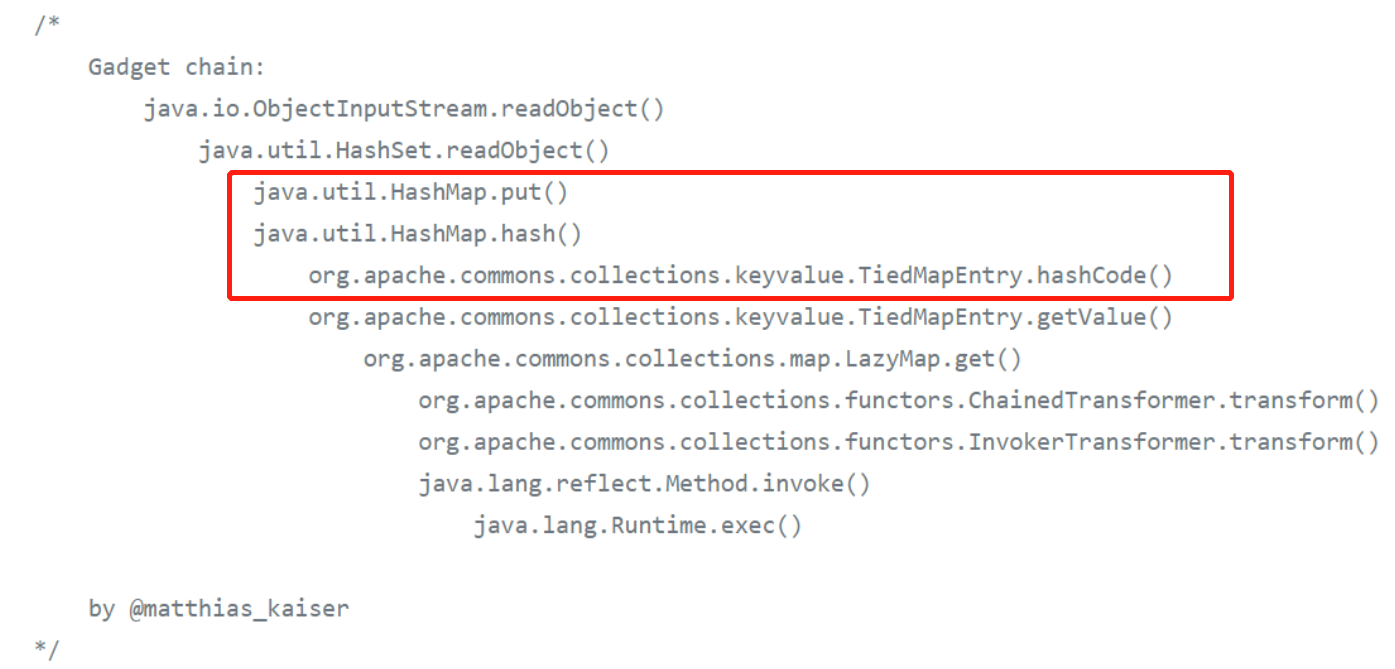 /*
Gadget chain:
java.io.ObjectInputStream.readObject()
java.util.HashSet.readObject()
java.util.HashMap.put()
java.util.HashMap.hash()
org.apache.commons.collections.keyvalue.TiedMapEntry.hashCode()
org.apache.commons.collections.keyvalue.TiedMapEntry.getValue()
org.apache.commons.collections.map.LazyMap.get()
org.apache.commons.collections.functors.ChainedTransformer.transform()
org.apache.commons.collections.functors.InvokerTransformer.transform()
java.lang.reflect.Method.invoke()
java.lang.Runtime.exec()
by @matthias_kaiser
*/